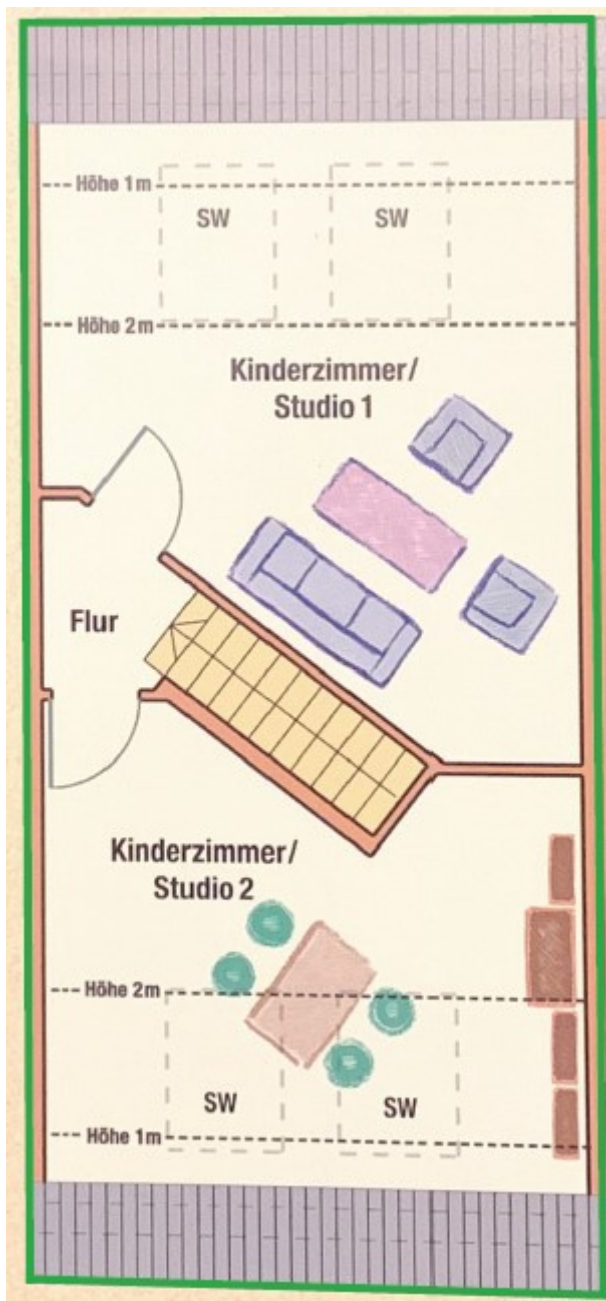 Höhe 1m
SW
SW
Höhe 2m
Kinderzimmer/
Studio 1
Flur
Kinderzimmer/
Studio 2
Höhe 2m
SW
SW
Höhe 1m